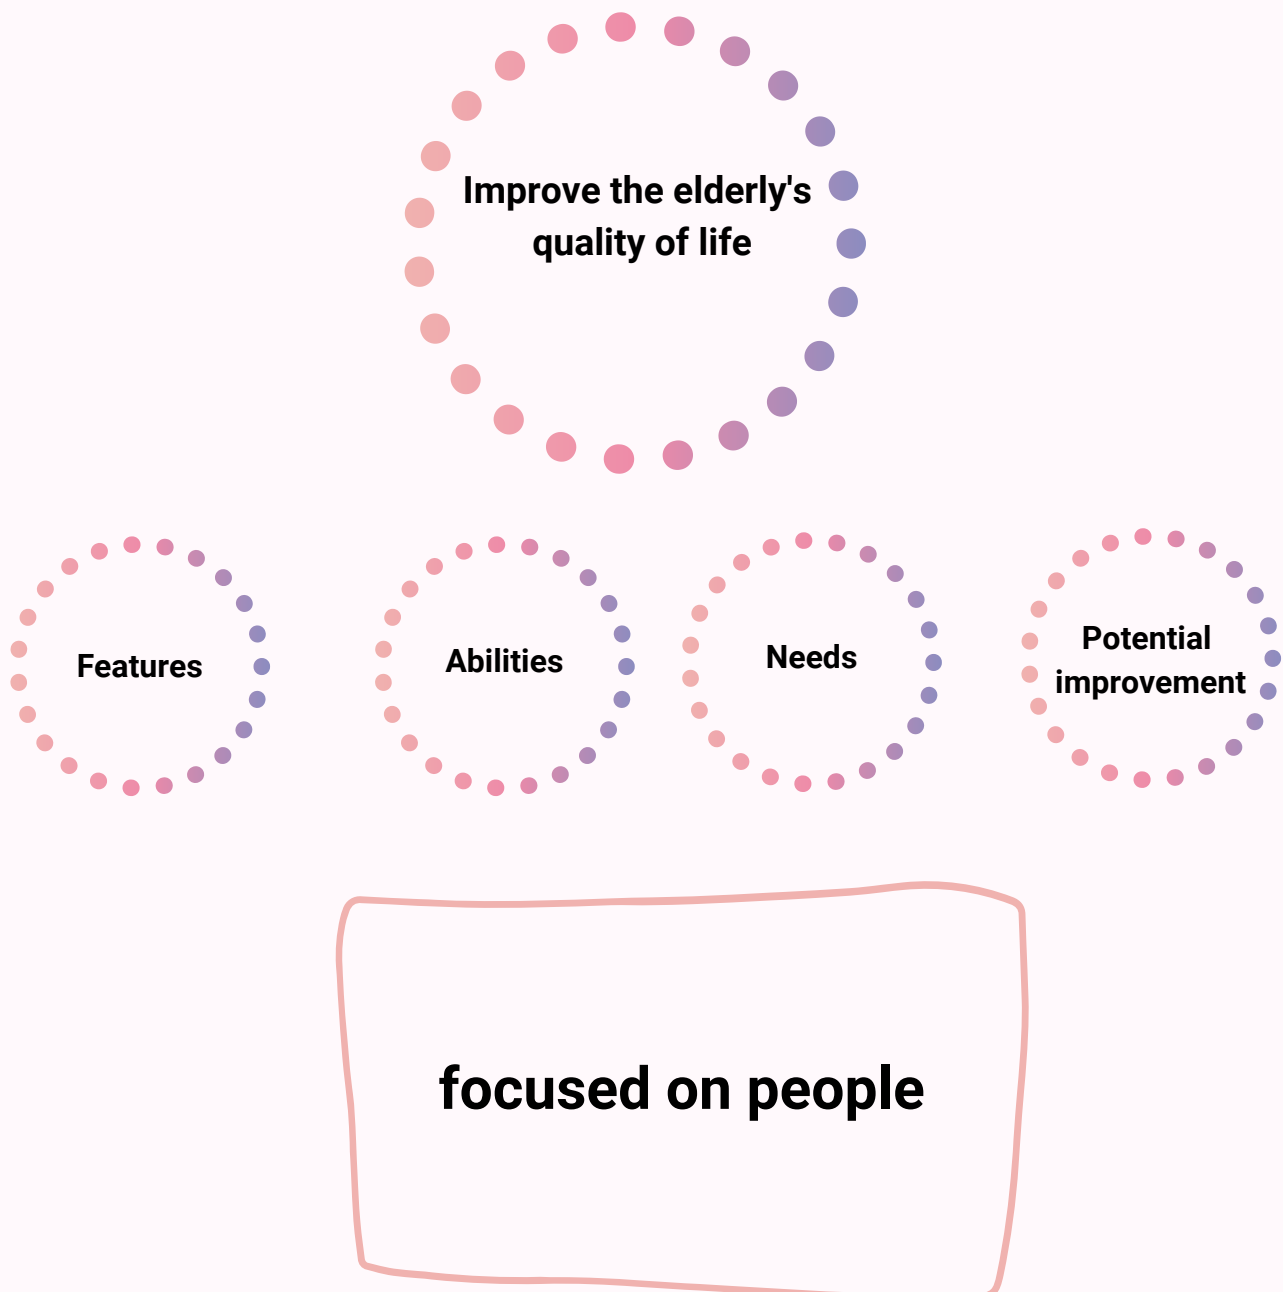 Improve the elderly's
quality of life
Features
Abilities
Needs
Potential
improvement
focused on people